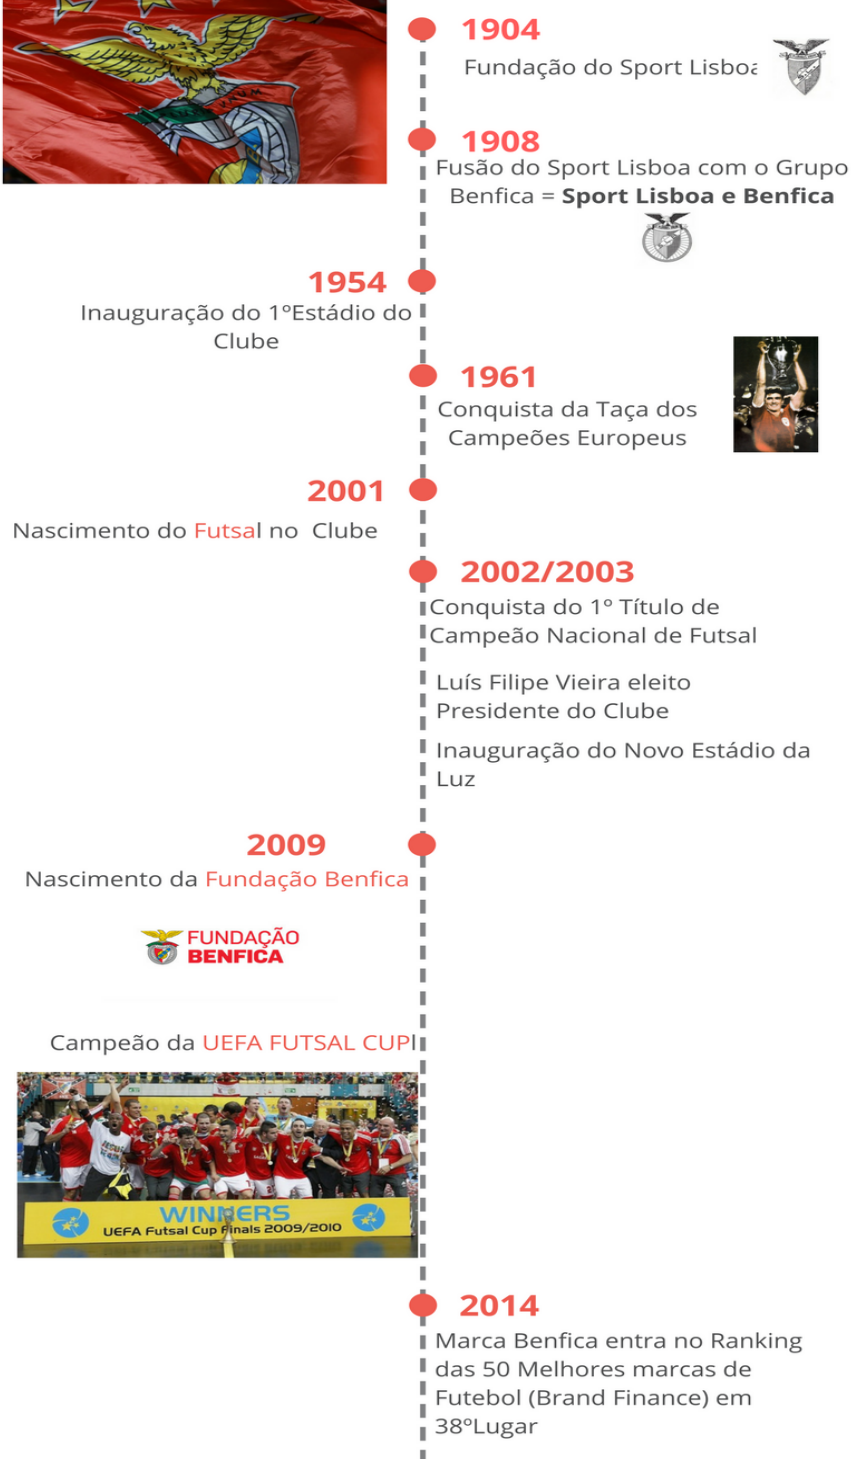 1904
Fundação do Sport Lisboa
1908
Fusão do Sport Lisboa com o Grupo
Benfica = Sport Lisboa e Benfica
1954
Inauguração do 1ºEstádio do
Clube
1961
Conquista da Taça dos
Campeões Europeus
2001
Nascimento do Futsal no Clube
2002/2003
Conquista do 1º Título de
Campeão Nacional de Futsal
Luís Filipe Vieira eleito
Presidente do Clube
Inauguração do Novo Estádio da
Luz
2009
Nascimento da Fundação Benfica
FUNDAÇÃO
BENFICA
Campeão da UEFA FUTSAL CUPl
WINNERS
UEFA Futsal Cup Finals 2009/2010
2014
Marca Benfica entra no Ranking
das 50 Melhores marcas de
Futebol (Brand Finance) em
38ºLugar